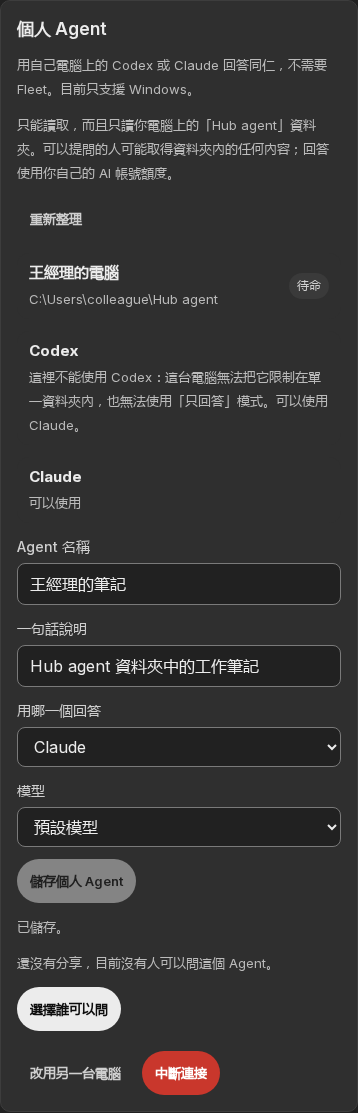 個人 Agent
用自己電腦上的 Codex 或 Claude 回答同仁，不需要
Fleet。目前只支援 Windows。
只能讀取，而且只讀你電腦上的「Hub agent」資料
夾。可以提問的人可能取得資料夾內的任何內容；回答
使用你自己的 AI 帳號額度。
重新整理
王經理的電腦
待命
C:\Users\colleague\Hub agent
Codex
這裡不能使用 Codex：這台電腦無法把它限制在單
一資料夾內，也無法使用「只回答」模式。可以使用
Claude。
Claude
可以使用
Agent 名稱
王經理的筆記
一句話說明
Hub agent 資料夾中的工作筆記
用哪一個回答
Claude
模型
預設模型
儲存個人 Agent
已儲存。
還沒有分享，目前沒有人可以問這個 Agent。
選擇誰可以問
改用另一台電腦
中斷連接